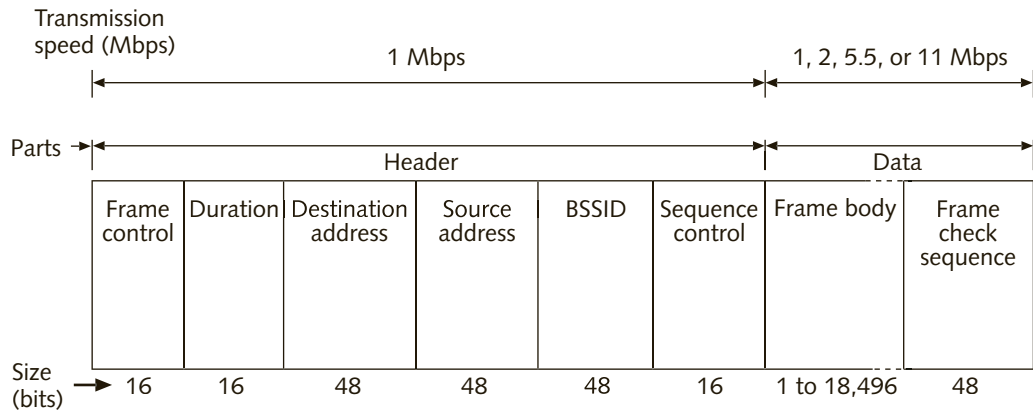 Transmission
speed (Mbps)
1 Mbps
1, 2, 5.5, or 11 Mbps
Parts
Header
Data
Frame
control
Duration
Destination
address
Source
address
BSSID
Sequence
control
Frame body
Frame
check
sequence
Size
(bits)
16
16
48
48
48
16
1 to 18,496
48